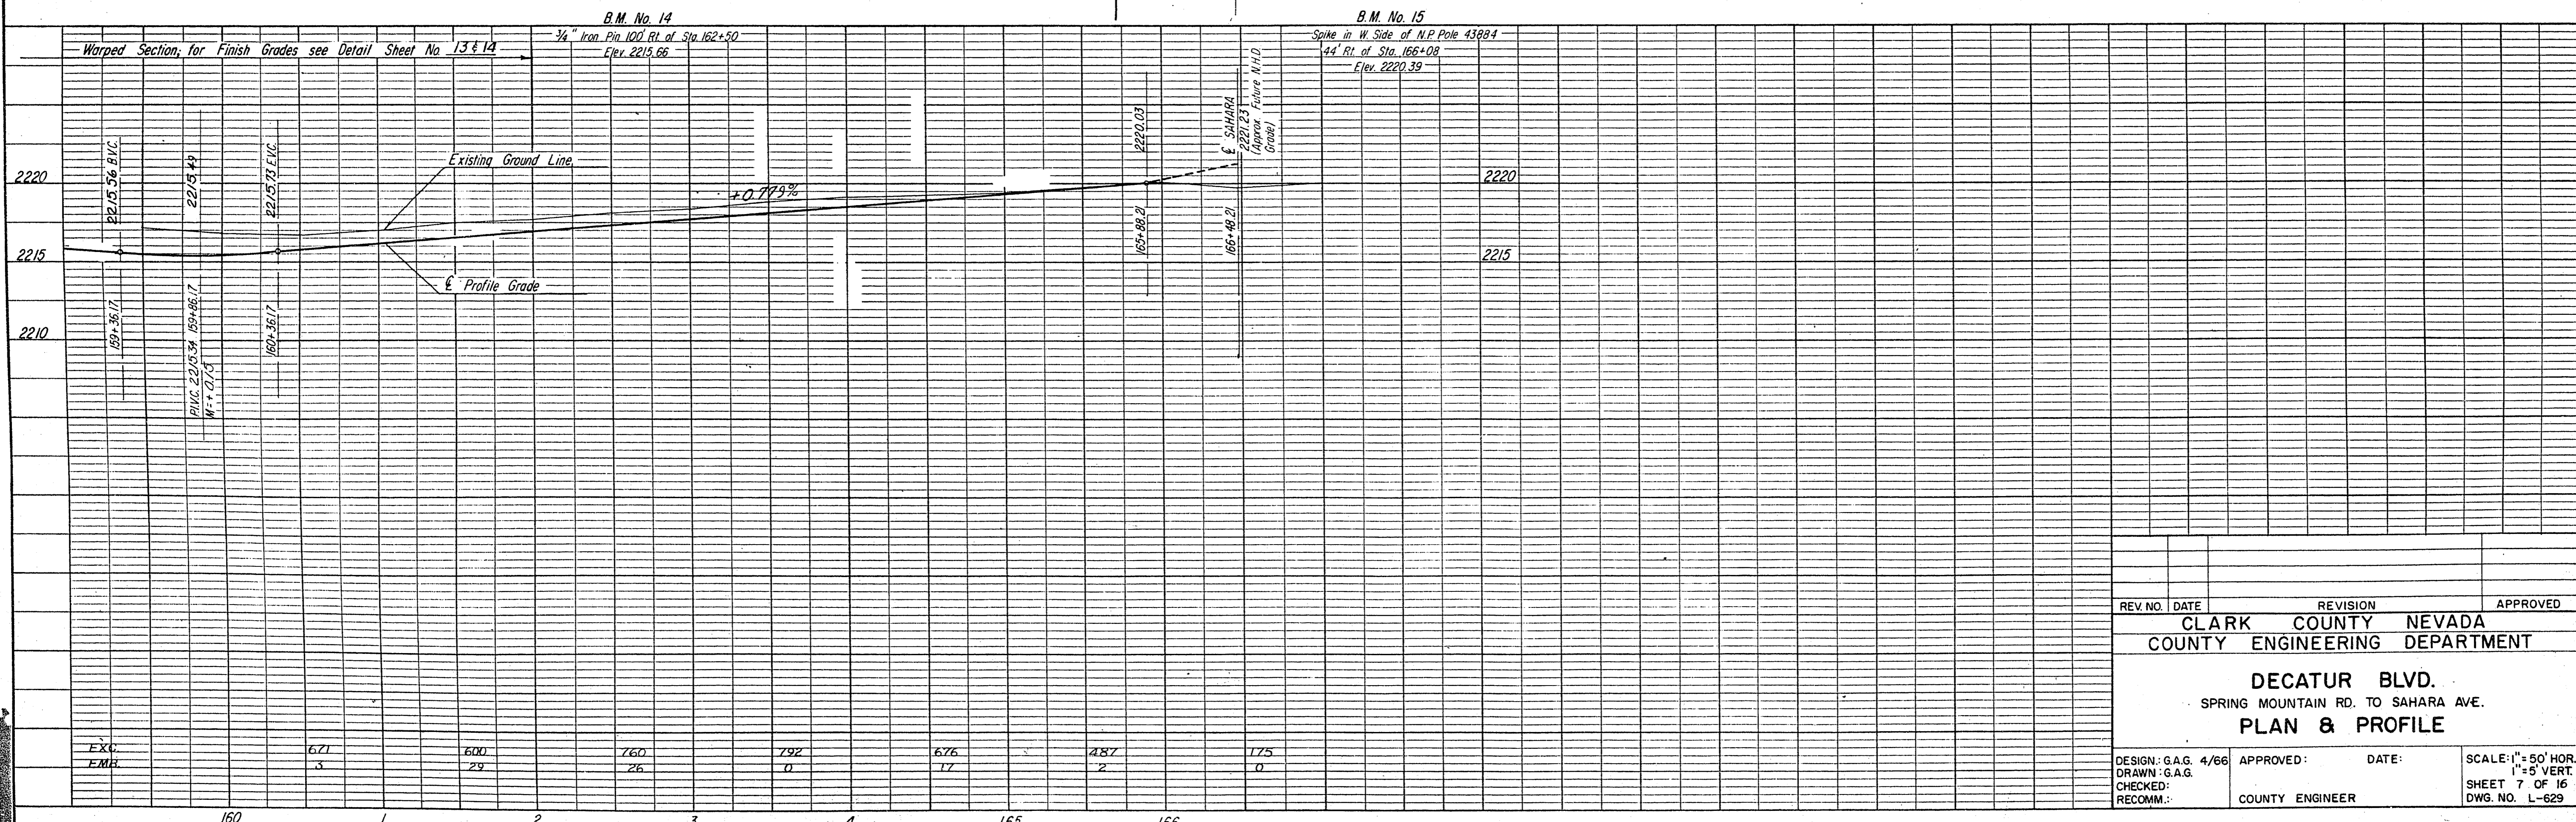 B.M. No. 14
3/4" Iron Pin 100' Rt. of Sta. 162+50
Elev. 2215.66
B.M. No. 15
Spike in W. Side of N.P. Pole 43884
44' Rt. of Sta. 166+08
Elev. 2220.39
Warped Section; for Finish Grades see Detail Sheet No. 13 & 14
2215.56 B.V.C.
2215.49
2215.73 E.V.C.
Existing Ground Line
+0.779%
2220.03
℄ SAHARA
2221.23
(Approx. Future N.H.D.
Grade)
2220
2220
2215
2215
2210
159+36.17
P.I.V.C. 2215.34 159+86.17
M=+0.15
160+36.17
℄ Profile Grade
165+88.21
166+48.21
EXC. 671 600 760 792 676 487 175
EMB. 3 29 26 0 17 2 0
160 1 2 3 4 165 166
REV. NO. DATE REVISION APPROVED
CLARK COUNTY NEVADA
COUNTY ENGINEERING DEPARTMENT
DECATUR BLVD.
SPRING MOUNTAIN RD. TO SAHARA AVE.
PLAN & PROFILE
DESIGN.: G.A.G. 4/66
DRAWN: G.A.G.
CHECKED:
RECOMM.:
APPROVED: DATE:
COUNTY ENGINEER
SCALE: 1"=50' HOR.
1"=5' VERT.
SHEET 7 OF 16
DWG. NO. L-629